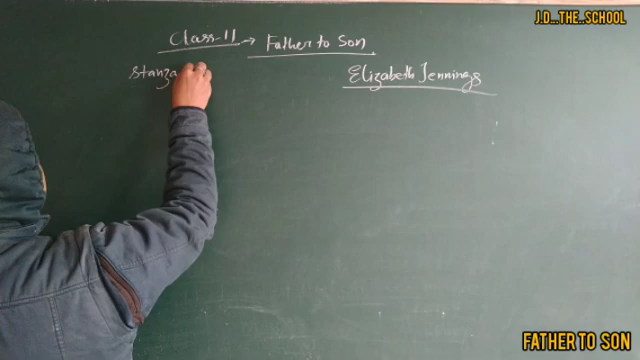 J.D...THE..SCHOOL
Class-11 → Father to Son
Stanza
Elizabeth Jennings
FATHER TO SON